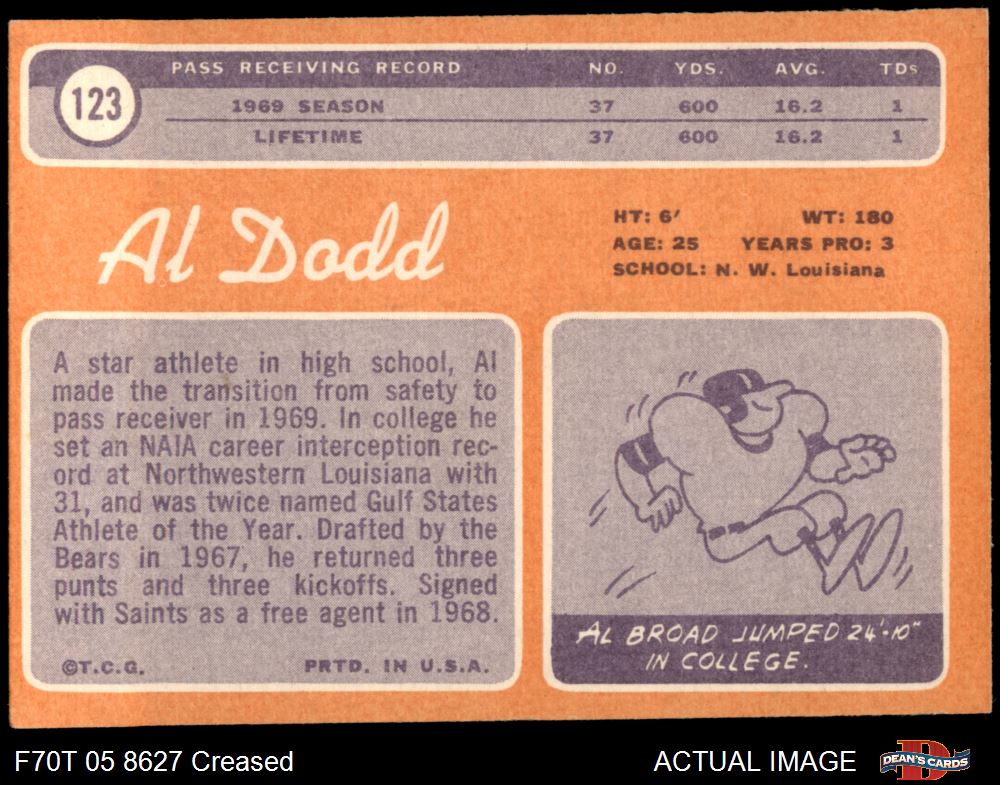 PASS RECEIVING RECORD NO. YDS. AVG. TDs
123
1969 SEASON 37 600 16.2 1
LIFETIME 37 600 16.2 1
Al Dodd
HT: 6' WT: 180
AGE: 25 YEARS PRO: 3
SCHOOL: N. W. Louisiana
A star athlete in high school, Al
made the transition from safety to
pass receiver in 1969. In college he
set an NAIA career interception rec-
ord at Northwestern Louisiana with
31, and was twice named Gulf States
Athlete of the Year. Drafted by the
Bears in 1967, he returned three
punts and three kickoffs. Signed
with Saints as a free agent in 1968.
©T.C.G. PRTD. IN U.S.A.
AL BROAD JUMPED 24'-10"
IN COLLEGE.
F70T 05 8627 Creased ACTUAL IMAGE
D
DEAN'S CARDS